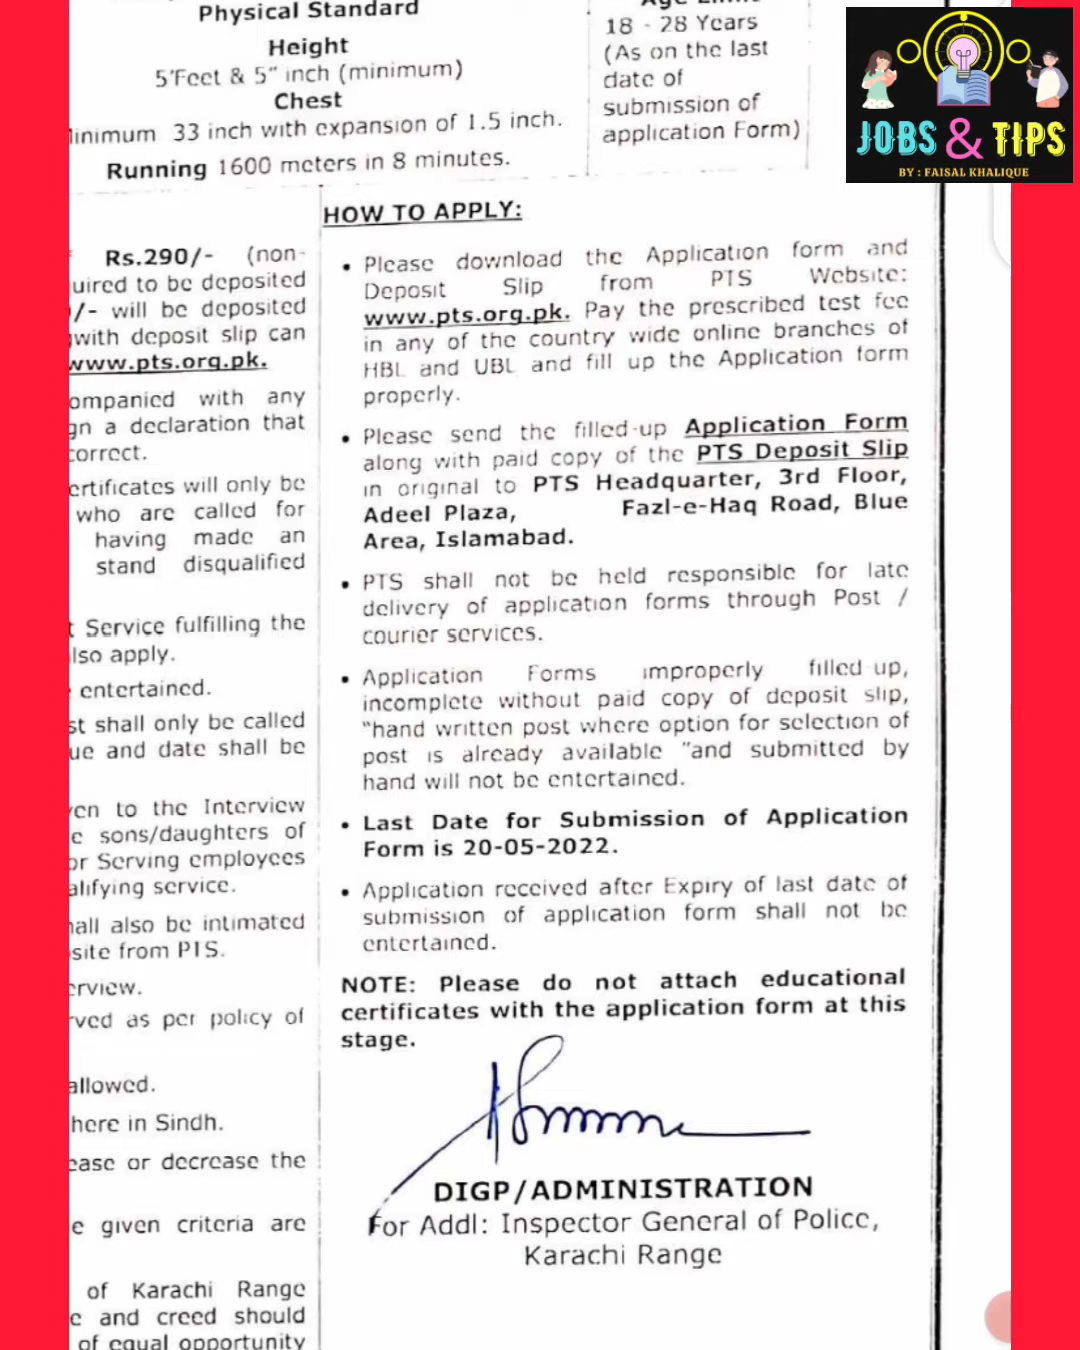 Physical Standard
Height
5'Feet & 5" inch (minimum)
Chest
inimum 33 inch with expansion of 1.5 inch.
Running 1600 meters in 8 minutes.
18 - 28 Years
(As on the last
date of
submission of
application Form)
JOBS & TIPS
BY : FAISAL KHALIQUE
Rs.290/- (non-
uired to be deposited
/- will be deposited
with deposit slip can
www.pts.org.pk.
ompanied with any
gn a declaration that
correct.
ertificates will only be
who are called for
having made an
stand disqualified
t Service fulfilling the
lso apply.
entertained.
st shall only be called
ue and date shall be
en to the Interview
e sons/daughters of
or Serving employees
alifying service.
hall also be intimated
site from PTS.
erview.
rved as per policy of
allowed.
here in Sindh.
ease or decrease the
e given criteria are
of Karachi Range
e and creed should
of equal opportunity
HOW TO APPLY:
• Please download the Application form and
Deposit Slip from PTS Website:
www.pts.org.pk. Pay the prescribed test fee
in any of the country wide online branches of
HBL and UBL and fill up the Application form
properly.
• Please send the filled-up Application Form
along with paid copy of the PTS Deposit Slip
in original to PTS Headquarter, 3rd Floor,
Adeel Plaza, Fazl-e-Haq Road, Blue
Area, Islamabad.
• PTS shall not be held responsible for late
delivery of application forms through Post /
courier services.
• Application Forms improperly filled up,
incomplete without paid copy of deposit slip,
"hand written post where option for selection of
post is already available "and submitted by
hand will not be entertained.
• Last Date for Submission of Application
Form is 20-05-2022.
• Application received after Expiry of last date of
submission of application form shall not be
entertained.
NOTE: Please do not attach educational
certificates with the application form at this
stage.
DIGP/ADMINISTRATION
For Addl: Inspector General of Police,
Karachi Range